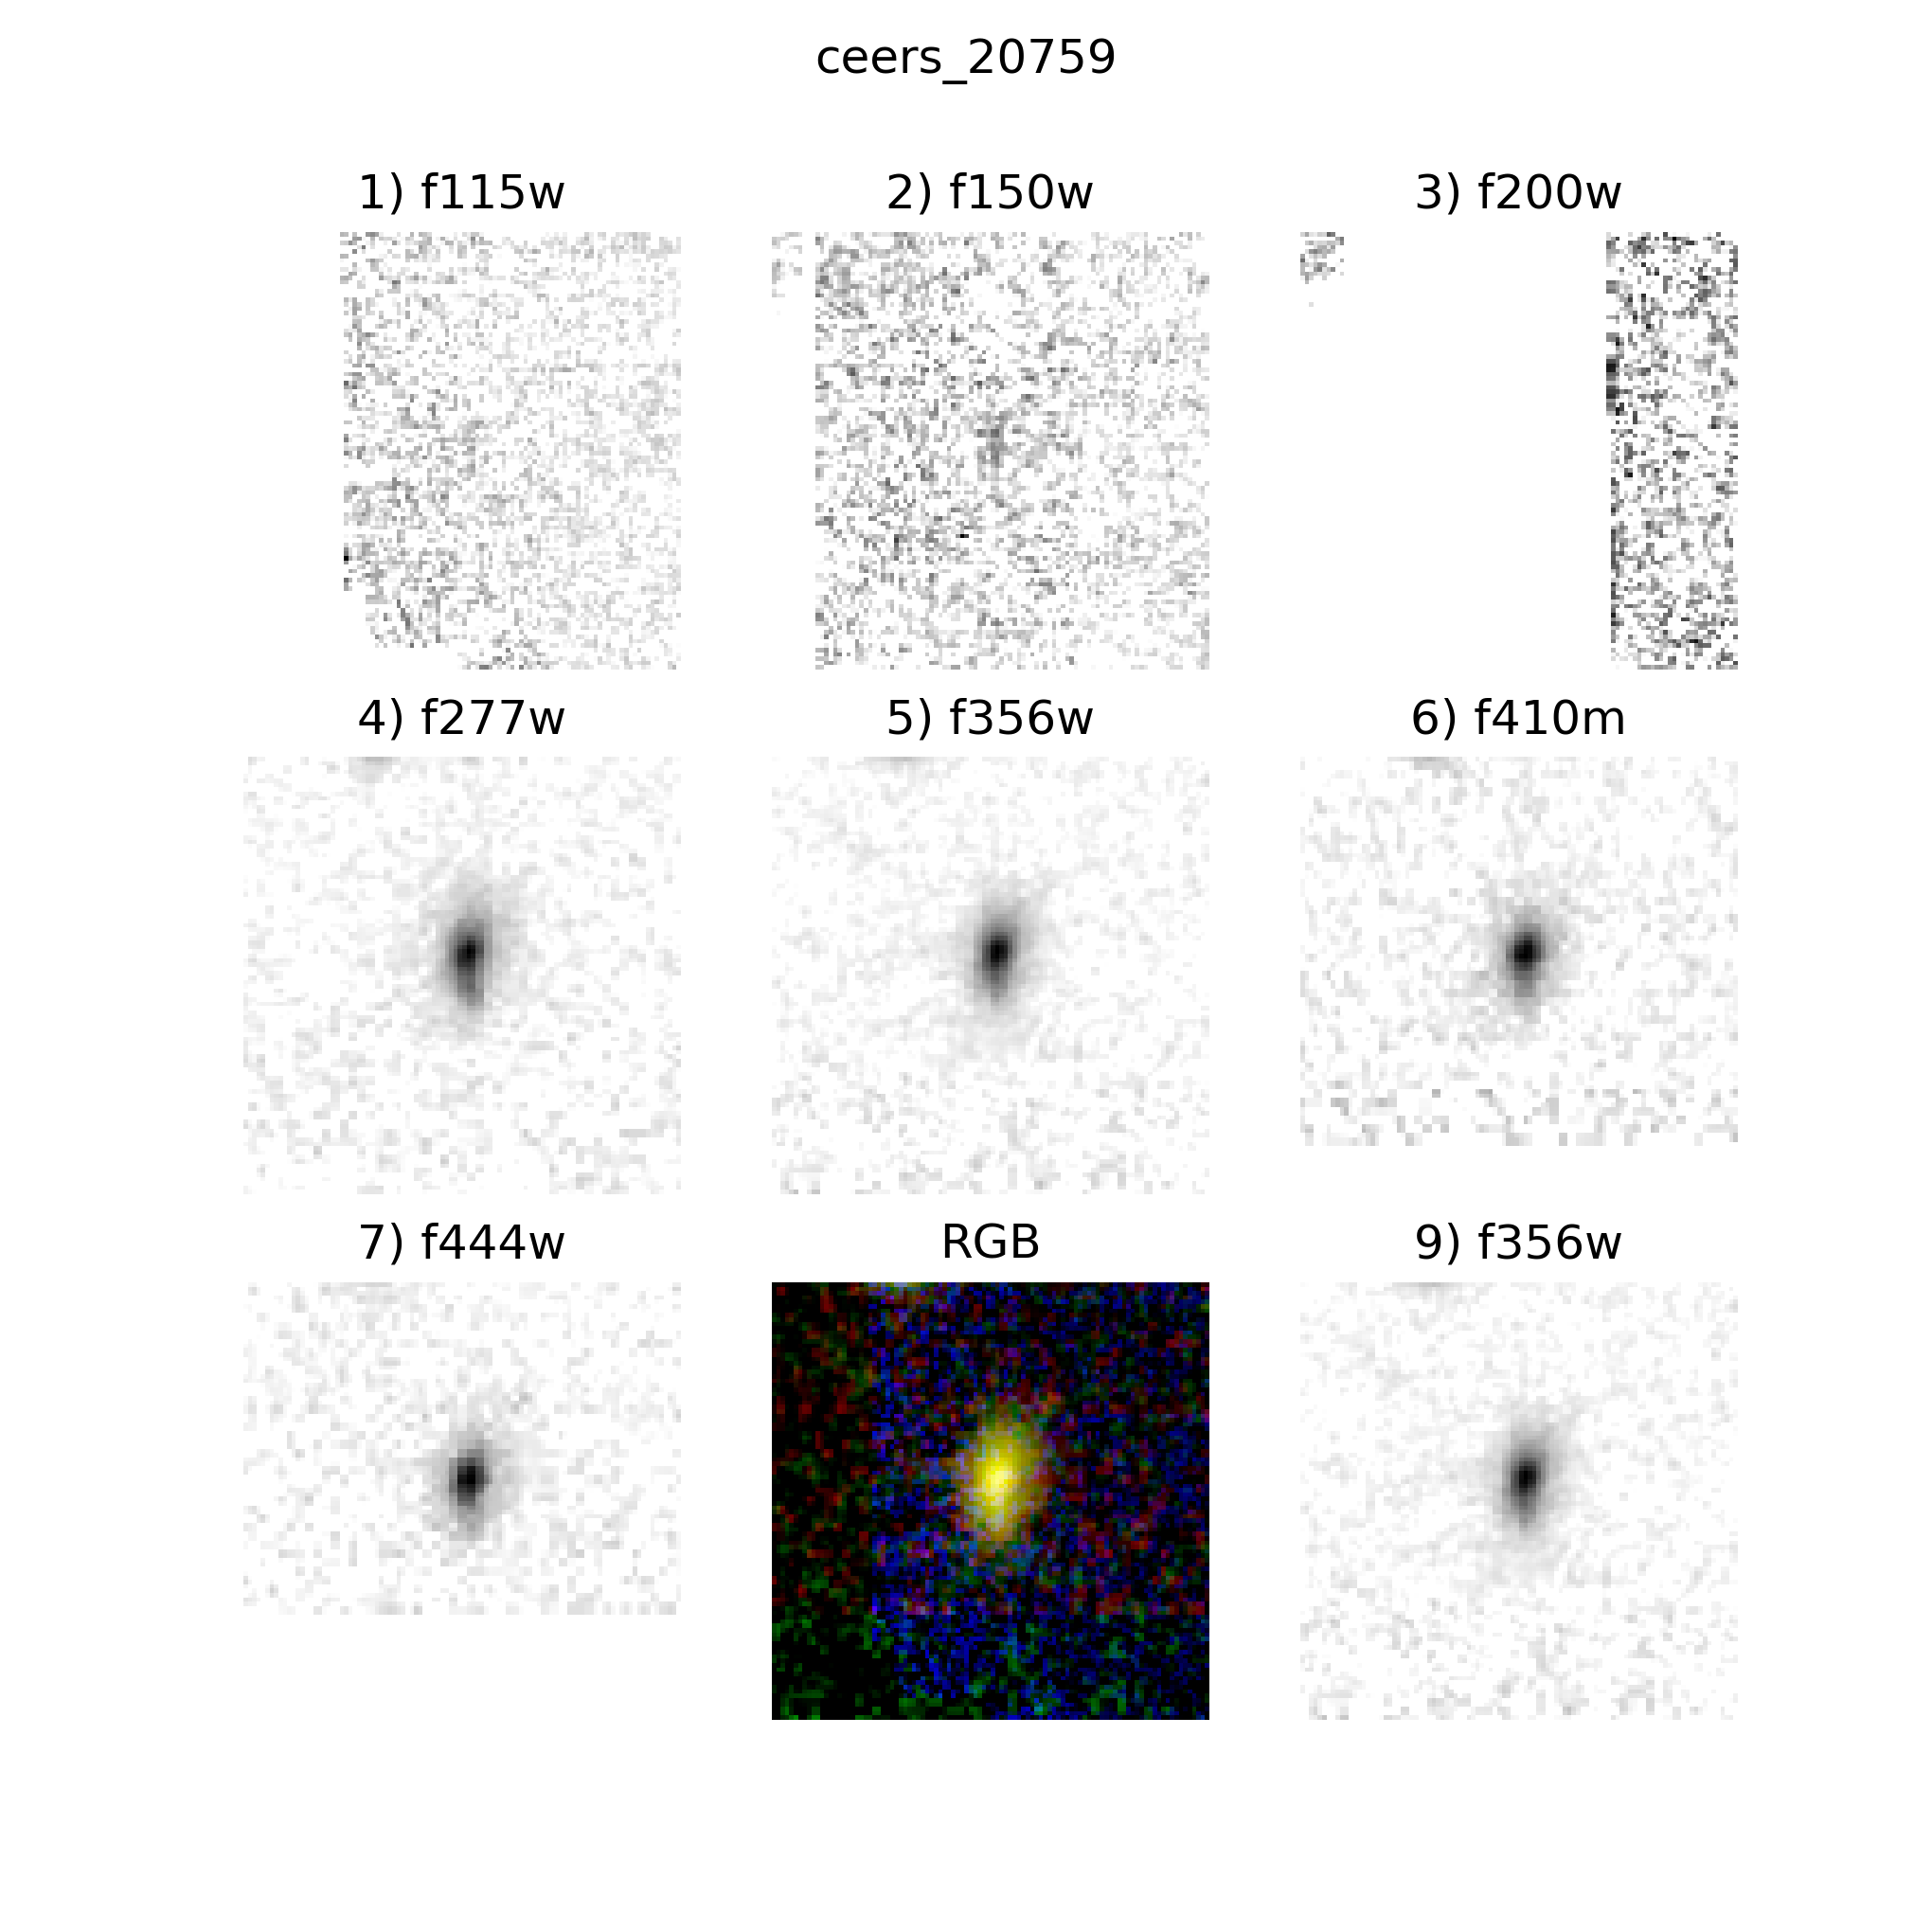 ceers_20759
1) f115w
2) f150w
3) f200w
4) f277w
5) f356w
6) f410m
7) f444w
RGB
9) f356w